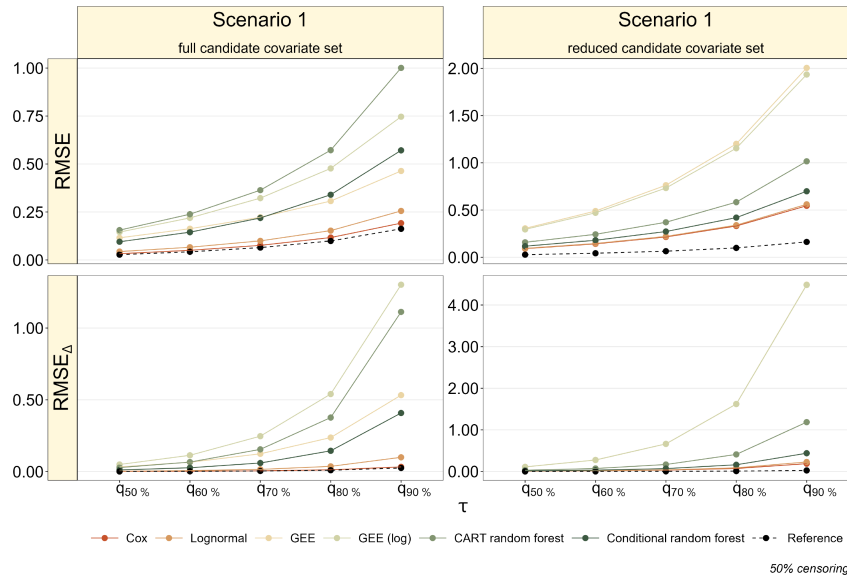 Scenario 1
Scenario 1
full candidate covariate set
reduced candidate covariate set
RMSE
1.00
0.75
0.50
0.25
0.00
2.00
1.50
1.00
0.50
0.00
RMSE_Δ
1.00
0.50
0.00
4.00
3.00
2.00
1.00
0.00
q50 % q60 % q70 % q80 % q90 %
q50 % q60 % q70 % q80 % q90 %
τ
Cox Lognormal GEE GEE (log) CART random forest Conditional random forest Reference
50% censoring